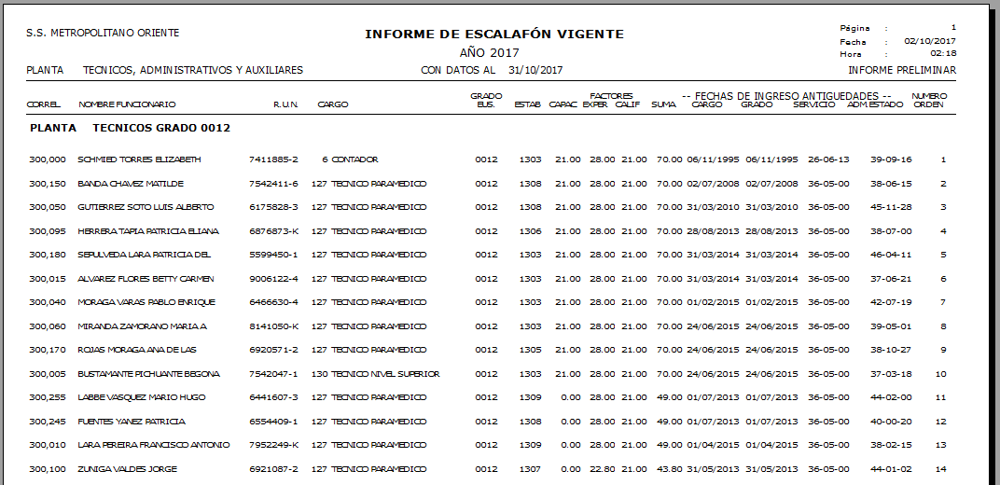 S.S. METROPOLITANO ORIENTE INFORME DE ESCALAFÓN VIGENTE Página : 1
AÑO 2017 Fecha : 02/10/2017
Hora : 02:18
PLANTA TECNICOS, ADMINISTRATIVOS Y AUXILIARES CON DATOS AL 31/10/2017 INFORME PRELIMINAR
GRADO FACTORES -- FECHAS DE INGRESO ANTIGUEDADES -- NUMERO
CORREL NOMBRE FUNCIONARIO R.U.N. CARGO EUS. ESTAB CAPAC EXPER CALIF SUMA CARGO GRADO SERVICIO ADM.ESTADO ORDEN
PLANTA TECNICOS GRADO 0012
300,000 SCHMIED TORRES ELIZABETH 7411885-2 6 CONTADOR 0012 1303 21.00 28.00 21.00 70.00 06/11/1995 06/11/1995 26-06-13 39-09-16 1
300,150 BANDA CHAVEZ MATILDE 7542411-6 127 TECNICO PARAMEDICO 0012 1308 21.00 28.00 21.00 70.00 02/07/2008 02/07/2008 36-05-00 38-06-15 2
300,050 GUTIERREZ SOTO LUIS ALBERTO 6175828-3 127 TECNICO PARAMEDICO 0012 1308 21.00 28.00 21.00 70.00 31/03/2010 31/03/2010 36-05-00 45-11-28 3
300,095 HERRERA TAPIA PATRICIA ELIANA 6876873-K 127 TECNICO PARAMEDICO 0012 1306 21.00 28.00 21.00 70.00 28/08/2013 28/08/2013 36-05-00 38-07-00 4
300,180 SEPULVEDA LARA PATRICIA DEL 5599450-1 127 TECNICO PARAMEDICO 0012 1303 21.00 28.00 21.00 70.00 31/03/2014 31/03/2014 36-05-00 46-04-11 5
300,015 ALVAREZ FLORES BETTY CARMEN 9006122-4 127 TECNICO PARAMEDICO 0012 1303 21.00 28.00 21.00 70.00 31/03/2014 31/03/2014 36-05-00 37-06-21 6
300,040 MORAGA VARAS PABLO ENRIQUE 6466630-4 127 TECNICO PARAMEDICO 0012 1303 21.00 28.00 21.00 70.00 01/02/2015 01/02/2015 36-05-00 42-07-19 7
300,060 MIRANDA ZAMORANO MARIA A 8141050-K 127 TECNICO PARAMEDICO 0012 1303 21.00 28.00 21.00 70.00 24/06/2015 24/06/2015 36-05-00 39-05-01 8
300,170 ROJAS MORAGA ANA DE LAS 6920571-2 127 TECNICO PARAMEDICO 0012 1305 21.00 28.00 21.00 70.00 24/06/2015 24/06/2015 36-05-00 38-10-27 9
300,005 BUSTAMANTE PICHUANTE BEGONA 7542047-1 130 TECNICO NIVEL SUPERIOR 0012 1303 21.00 28.00 21.00 70.00 24/06/2015 24/06/2015 36-05-00 37-03-18 10
300,255 LABBE VASQUEZ MARIO HUGO 6441607-3 127 TECNICO PARAMEDICO 0012 1309 0.00 28.00 21.00 49.00 01/07/2013 01/07/2013 36-05-00 44-02-00 11
300,245 FUENTES YANEZ PATRICIA 6554409-1 127 TECNICO PARAMEDICO 0012 1308 0.00 28.00 21.00 49.00 01/07/2013 01/07/2013 36-05-00 40-00-20 12
300,010 LARA PEREIRA FRANCISCO ANTONIO 7952249-K 127 TECNICO PARAMEDICO 0012 1309 0.00 28.00 21.00 49.00 01/04/2015 01/04/2015 36-05-00 38-02-15 13
300,100 ZUNIGA VALDES JORGE 6921087-2 127 TECNICO PARAMEDICO 0012 1307 0.00 22.80 21.00 43.80 31/05/2013 31/05/2013 36-05-00 44-01-02 14